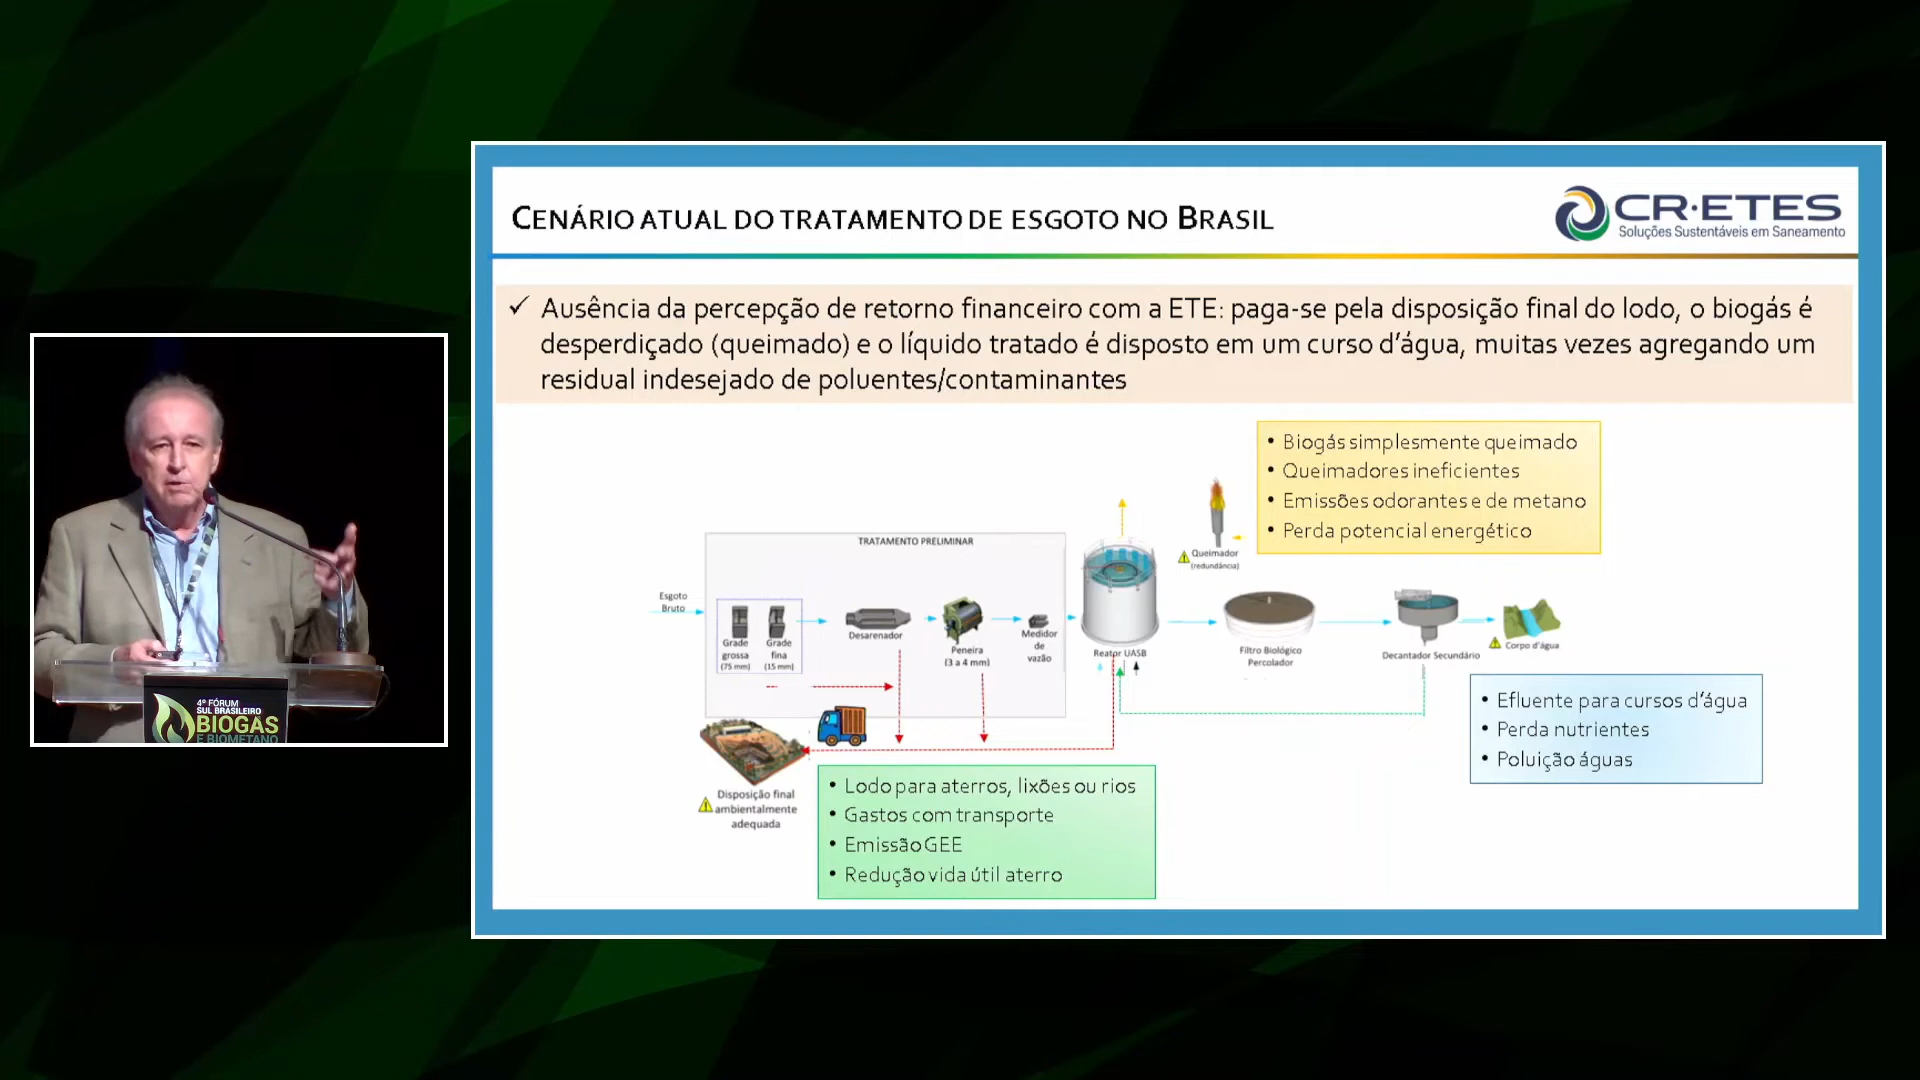 CENÁRIO ATUAL DO TRATAMENTO DE ESGOTO NO BRASIL
CR·ETES
Soluções Sustentáveis em Saneamento
✓ Ausência da percepção de retorno financeiro com a ETE: paga-se pela disposição final do lodo, o biogás é
desperdiçado (queimado) e o líquido tratado é disposto em um curso d'água, muitas vezes agregando um
residual indesejado de poluentes/contaminantes
• Biogás simplesmente queimado
• Queimadores ineficientes
• Emissões odorantes e de metano
• Perda potencial energético
TRATAMENTO PRELIMINAR
Queimador
(redundância)
Esgoto
Bruto
Grade
grossa
(75 mm)
Grade
fina
(15 mm)
Desarenador
Peneira
(3 a 4 mm)
Medidor
de
vazão
Reator UASB
Filtro Biológico
Percolador
Decantador Secundário
Corpo d'água
• Efluente para cursos d'água
• Perda nutrientes
• Poluição águas
Disposição final
ambientalmente
adequada
• Lodo para aterros, lixões ou rios
• Gastos com transporte
• Emissão GEE
• Redução vida útil aterro
4º FÓRUM
SUL BRASILEIRO
BIOGÁS
E BIOMETANO